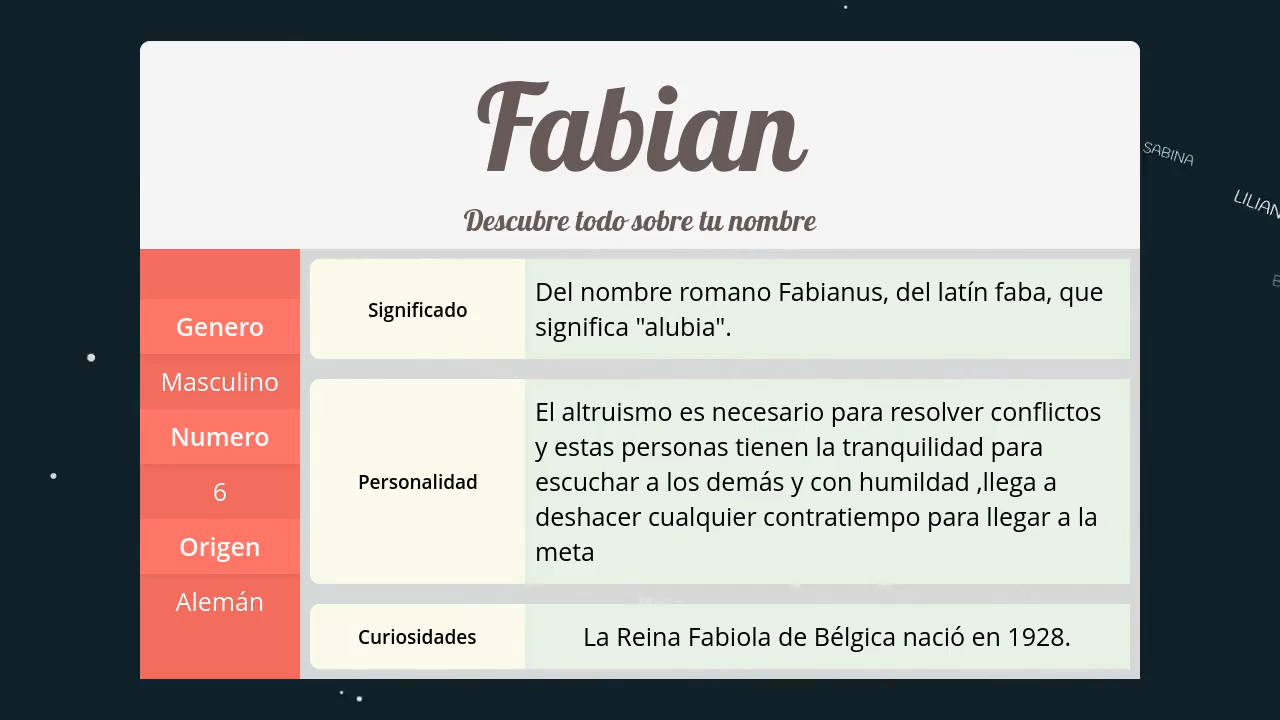 Fabian
Descubre todo sobre tu nombre
SABINA
Genero
Masculino
Numero
6
Origen
Alemán
Significado
Del nombre romano Fabianus, del latín faba, que
significa "alubia".
Personalidad
El altruismo es necesario para resolver conflictos
y estas personas tienen la tranquilidad para
escuchar a los demás y con humildad ,llega a
deshacer cualquier contratiempo para llegar a la
meta
Curiosidades
La Reina Fabiola de Bélgica nació en 1928.